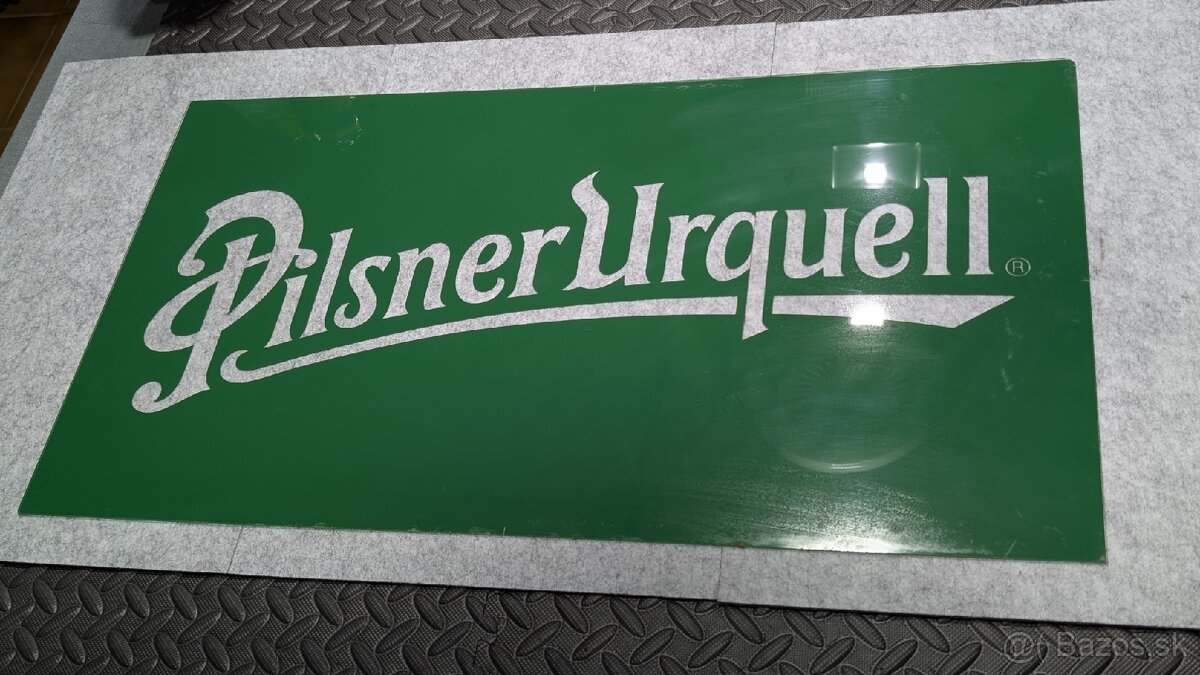 Pilsner Urquell ®
@/ Bazos.sk